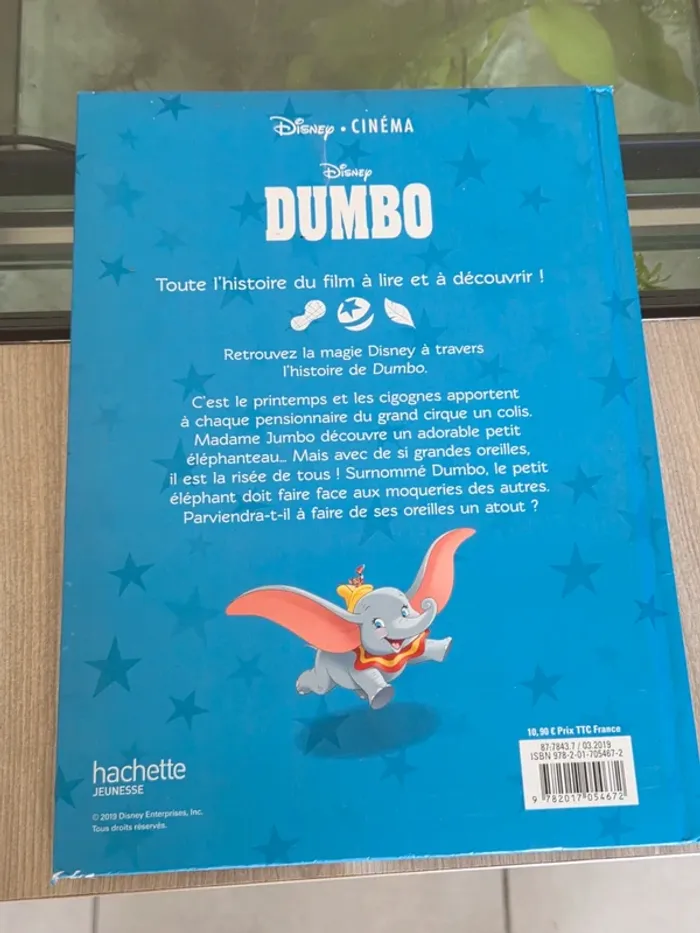 Disney • CINÉMA
Disney
DUMBO
Toute l'histoire du film à lire et à découvrir !
Retrouvez la magie Disney à travers
l'histoire de Dumbo.
C'est le printemps et les cigognes apportent
à chaque pensionnaire du grand cirque un colis.
Madame Jumbo découvre un adorable petit
éléphanteau... Mais avec de si grandes oreilles,
il est la risée de tous ! Surnommé Dumbo, le petit
éléphant doit faire face aux moqueries des autres.
Parviendra-t-il à faire de ses oreilles un atout ?
10,90 € Prix TTC France
87-7843.7 / 03.2019
ISBN 978-2-01-705467-2
9 782017 054672
hachette
JEUNESSE
© 2019 Disney Enterprises, Inc.
Tous droits réservés.